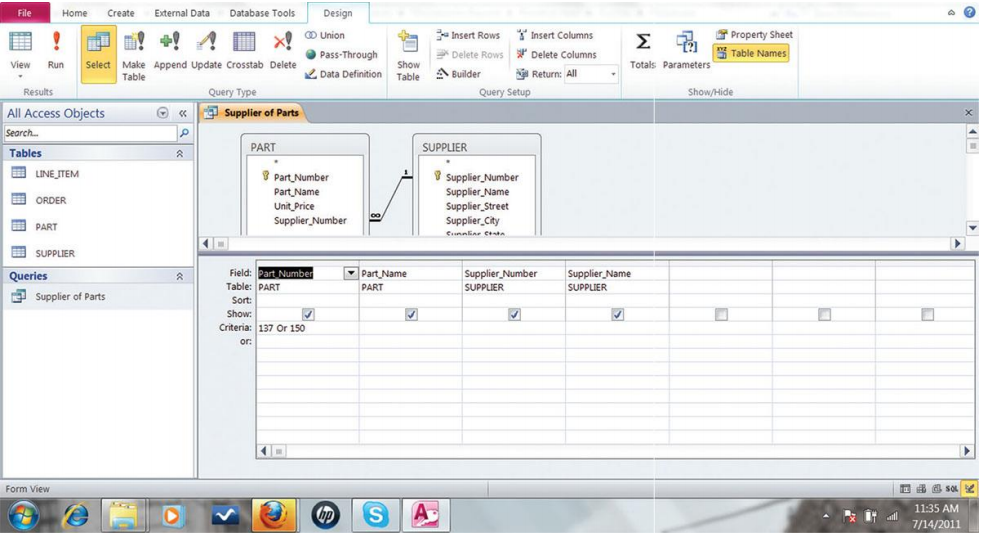 File Home Create External Data Database Tools Design
Union
Pass-Through
Data Definition
Insert Rows
Delete Rows
Builder
Insert Columns
Delete Columns
Return: All
Property Sheet
Table Names
View Run Select Make Table Append Update Crosstab Delete Show Table Totals Parameters
Results Query Type Query Setup Show/Hide
All Access Objects
Search...
Tables
LINE_ITEM
ORDER
PART
SUPPLIER
Queries
Supplier of Parts
Supplier of Parts
PART
*
Part_Number
Part_Name
Unit_Price
Supplier_Number
∞
1
SUPPLIER
*
Supplier_Number
Supplier_Name
Supplier_Street
Supplier_City
Supplier_State
Field: Part_Number Part_Name Supplier_Number Supplier_Name
Table: PART PART SUPPLIER SUPPLIER
Sort:
Show:
Criteria: 137 Or 150
or:
Form View SQL
hp S A
11:35 AM
7/14/2011